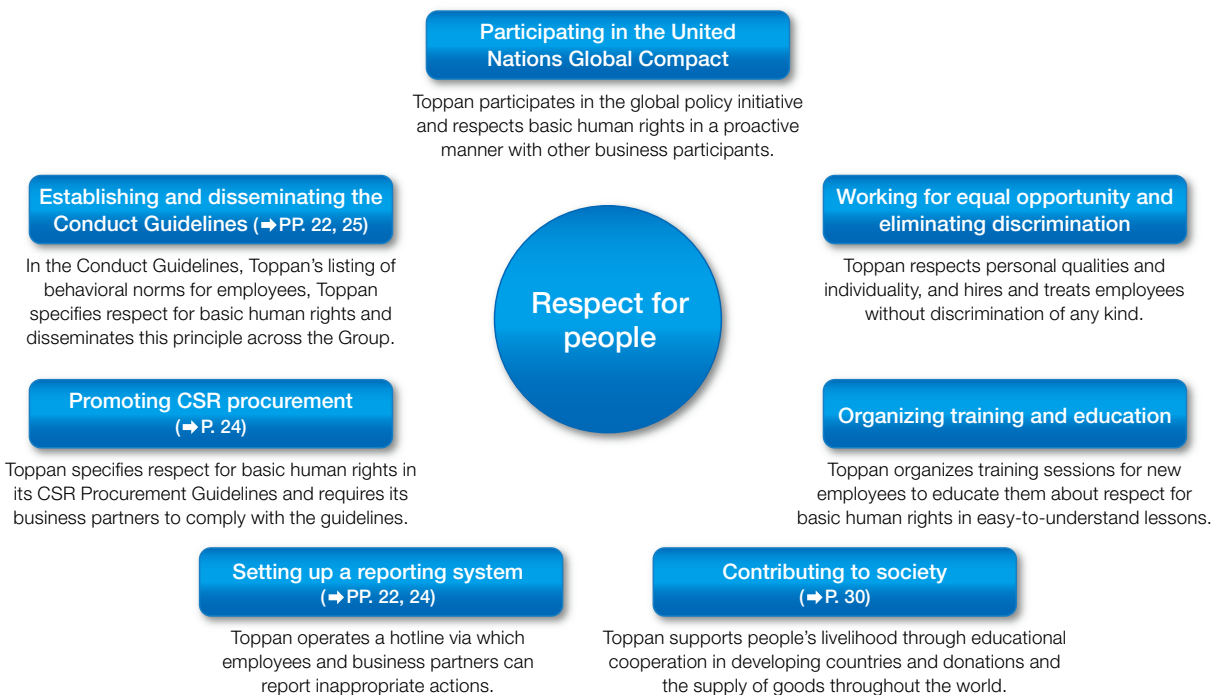 Participating in the United
Nations Global Compact
Toppan participates in the global policy initiative
and respects basic human rights in a proactive
manner with other business participants.
Establishing and disseminating the
Conduct Guidelines (➡PP. 22, 25)
In the Conduct Guidelines, Toppan’s listing of
behavioral norms for employees, Toppan
specifies respect for basic human rights and
disseminates this principle across the Group.
Working for equal opportunity and
eliminating discrimination
Toppan respects personal qualities and
individuality, and hires and treats employees
without discrimination of any kind.
Respect for
people
Promoting CSR procurement
(➡P. 24)
Toppan specifies respect for basic human rights in
its CSR Procurement Guidelines and requires its
business partners to comply with the guidelines.
Organizing training and education
Toppan organizes training sessions for new
employees to educate them about respect for
basic human rights in easy-to-understand lessons.
Setting up a reporting system
(➡PP. 22, 24)
Toppan operates a hotline via which
employees and business partners can
report inappropriate actions.
Contributing to society
(➡P. 30)
Toppan supports people’s livelihood through educational
cooperation in developing countries and donations and
the supply of goods throughout the world.